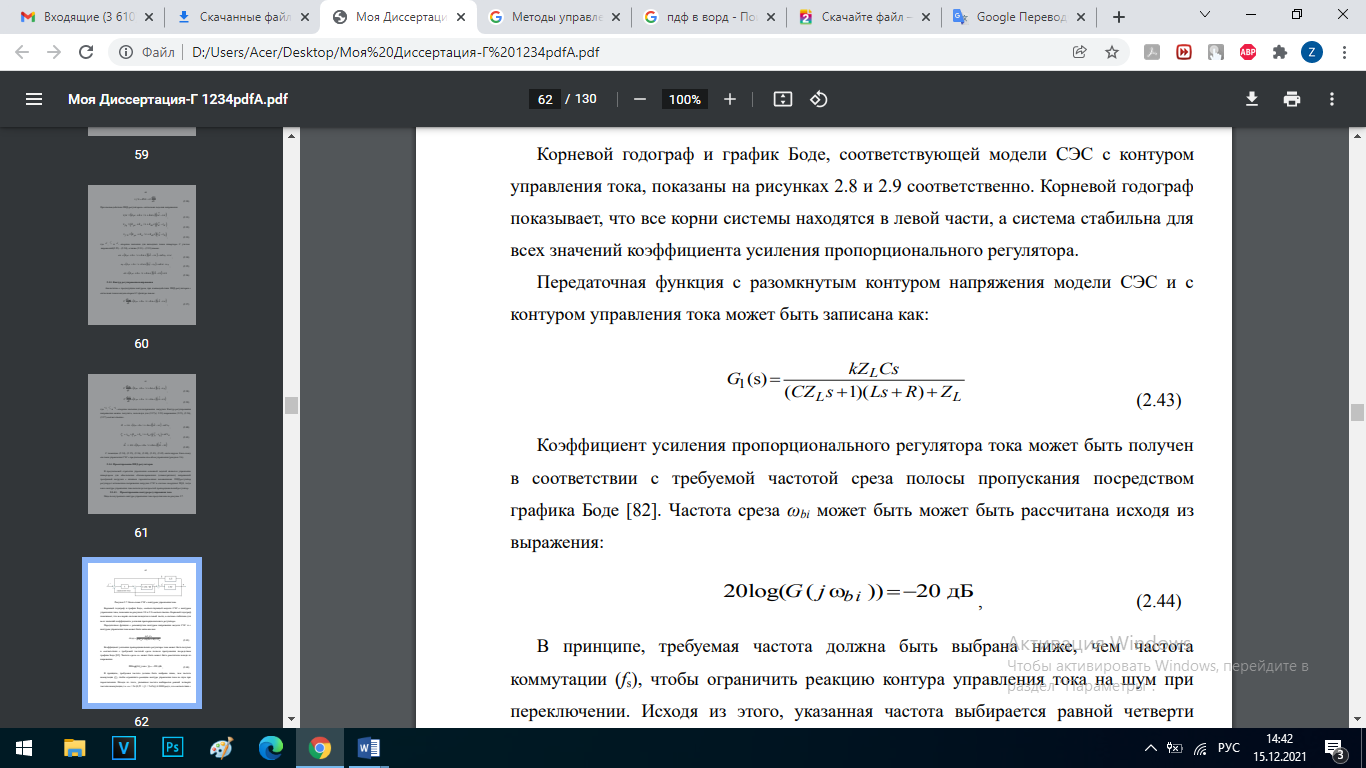 Входящие (3 610
Скачанные файл
Моя Диссертаци
Методы управле
пдф в ворд - По
Скачайте файл –
Google Перевод
Файл D:/Users/Acer/Desktop/Моя%20Диссертация-Г%201234pdfA.pdf
ABP
Z
Моя Диссертация-Г 1234pdfA.pdf
62 / 130
100%
59
60
61
62
Корневой годограф и график Боде, соответствующей модели СЭС с контуром
управления тока, показаны на рисунках 2.8 и 2.9 соответственно. Корневой годограф
показывает, что все корни системы находятся в левой части, а система стабильна для
всех значений коэффициента усиления пропорционального регулятора.
Передаточная функция с разомкнутым контуром напряжения модели СЭС и с
контуром управления тока может быть записана как:
G1(s)=kZLCs/((CZLs+1)(Ls+R)+ZL)
(2.43)
Коэффициент усиления пропорционального регулятора тока может быть получен
в соответствии с требуемой частотой среза полосы пропускания посредством
графика Боде [82]. Частота среза ωbi может быть может быть рассчитана исходя из
выражения:
20log(G(jωbi))=−20 дБ , (2.44)
В принципе, требуемая частота должна быть выбрана ниже, чем частота
коммутации (fs), чтобы ограничить реакцию контура управления тока на шум при
переключении. Исходя из этого, указанная частота выбирается равной четверти
Активация Windows
Чтобы активировать Windows, перейдите в
раздел "Параметры".
V
Ps
W
РУС
14:42
15.12.2021
3